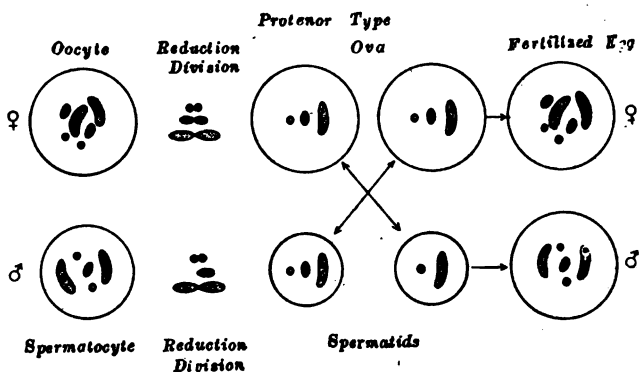 Protenor Type
Oocyte Reduction Ova Fertilized Egg
Division
♀ ♀
♂ ♂
Spermatocyte Reduction Spermatids
Division